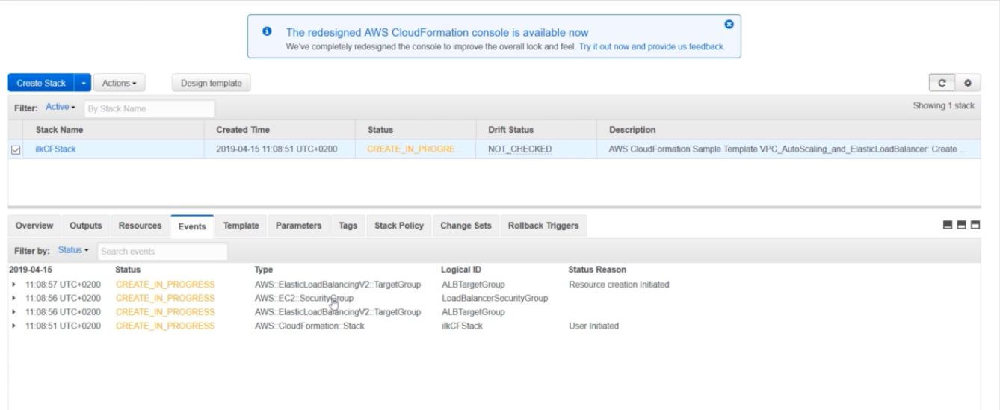 The redesigned AWS CloudFormation console is available now
We've completely redesigned the console to improve the overall look and feel. Try it out now and provide us feedback.
Create Stack Actions Design template
Filter: Active By Stack Name Showing 1 stack
Stack Name Created Time Status Drift Status Description
ilkCFStack 2019-04-15 11:08:51 UTC+0200 CREATE_IN_PROGRE... NOT_CHECKED AWS CloudFormation Sample Template VPC_AutoScaling_and_ElasticLoadBalancer: Create ...
Overview Outputs Resources Events Template Parameters Tags Stack Policy Change Sets Rollback Triggers
Filter by: Status Search events
2019-04-15 Status Type Logical ID Status Reason
11:08:57 UTC+0200 CREATE_IN_PROGRESS AWS::ElasticLoadBalancingV2::TargetGroup ALBTargetGroup Resource creation Initiated
11:08:56 UTC+0200 CREATE_IN_PROGRESS AWS::EC2::SecurityGroup LoadBalancerSecurityGroup
11:08:56 UTC+0200 CREATE_IN_PROGRESS AWS::ElasticLoadBalancingV2::TargetGroup ALBTargetGroup
11:08:51 UTC+0200 CREATE_IN_PROGRESS AWS::CloudFormation::Stack ilkCFStack User Initiated